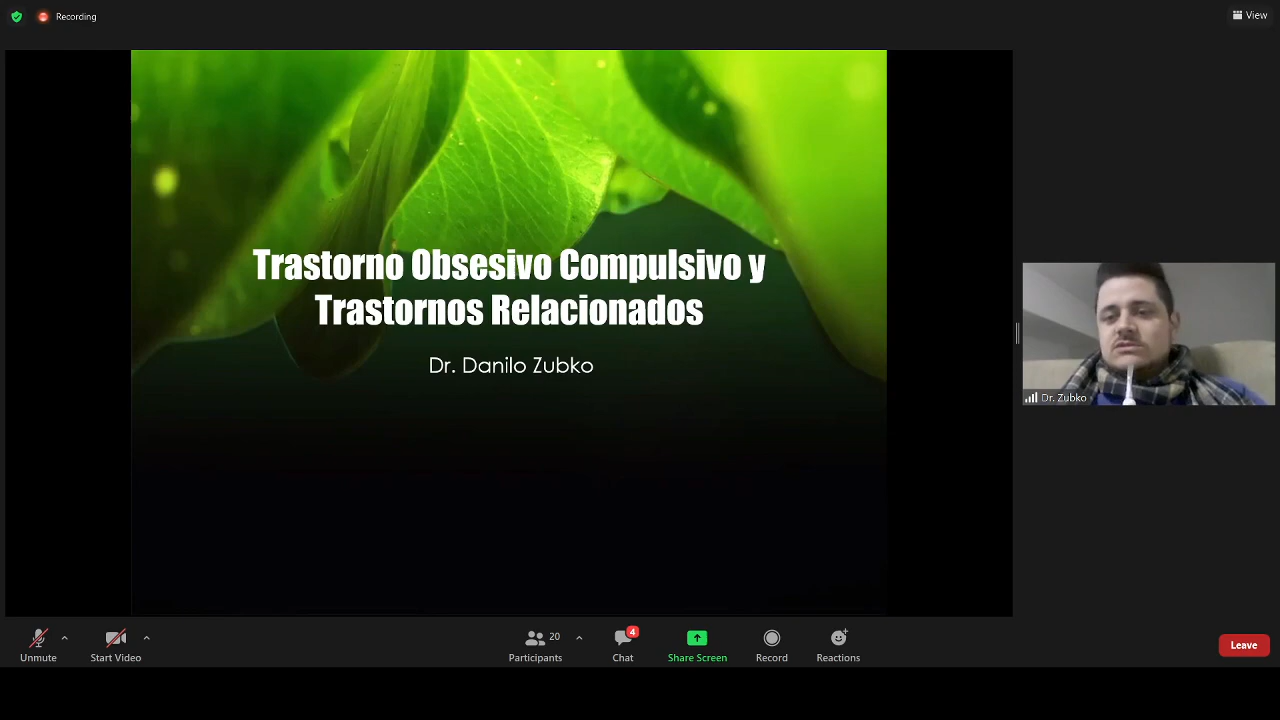 Recording
View
Trastorno Obsesivo Compulsivo y
Trastornos Relacionados
Dr. Danilo Zubko
Dr. Zubko
20
4
Unmute
Start Video
Participants
Chat
Share Screen
Record
Reactions
Leave